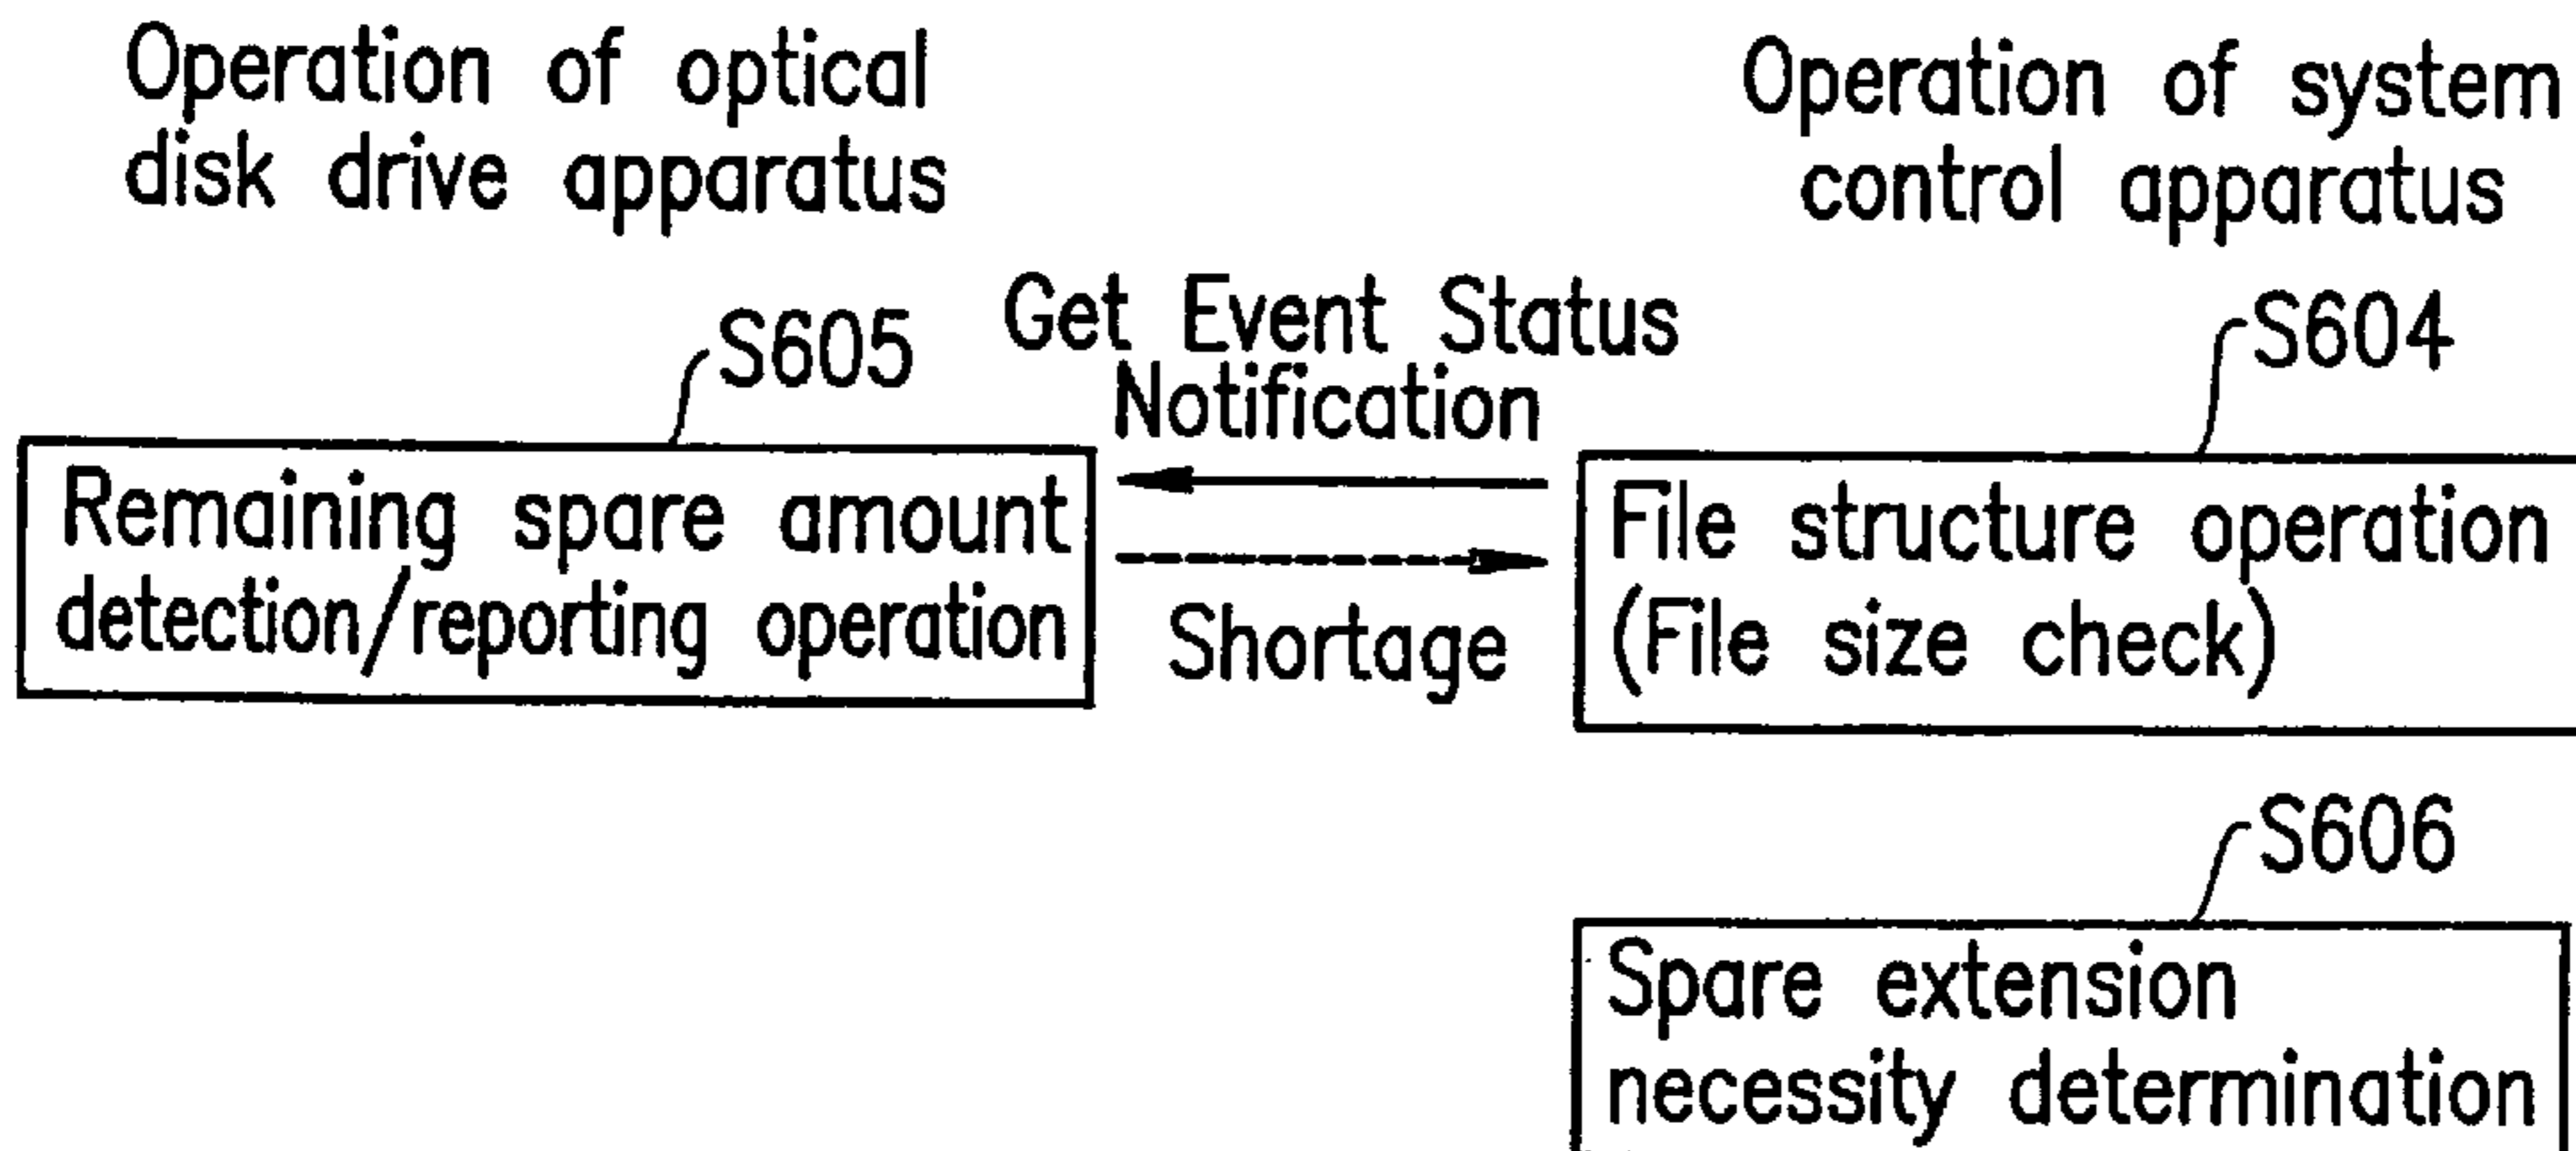 Operation of optical
disk drive apparatus
Operation of system
control apparatus
S605
Get Event Status
Notification
S604
Remaining spare amount
detection/reporting operation
Shortage
File structure operation
(File size check)
S606
Spare extension
necessity determination